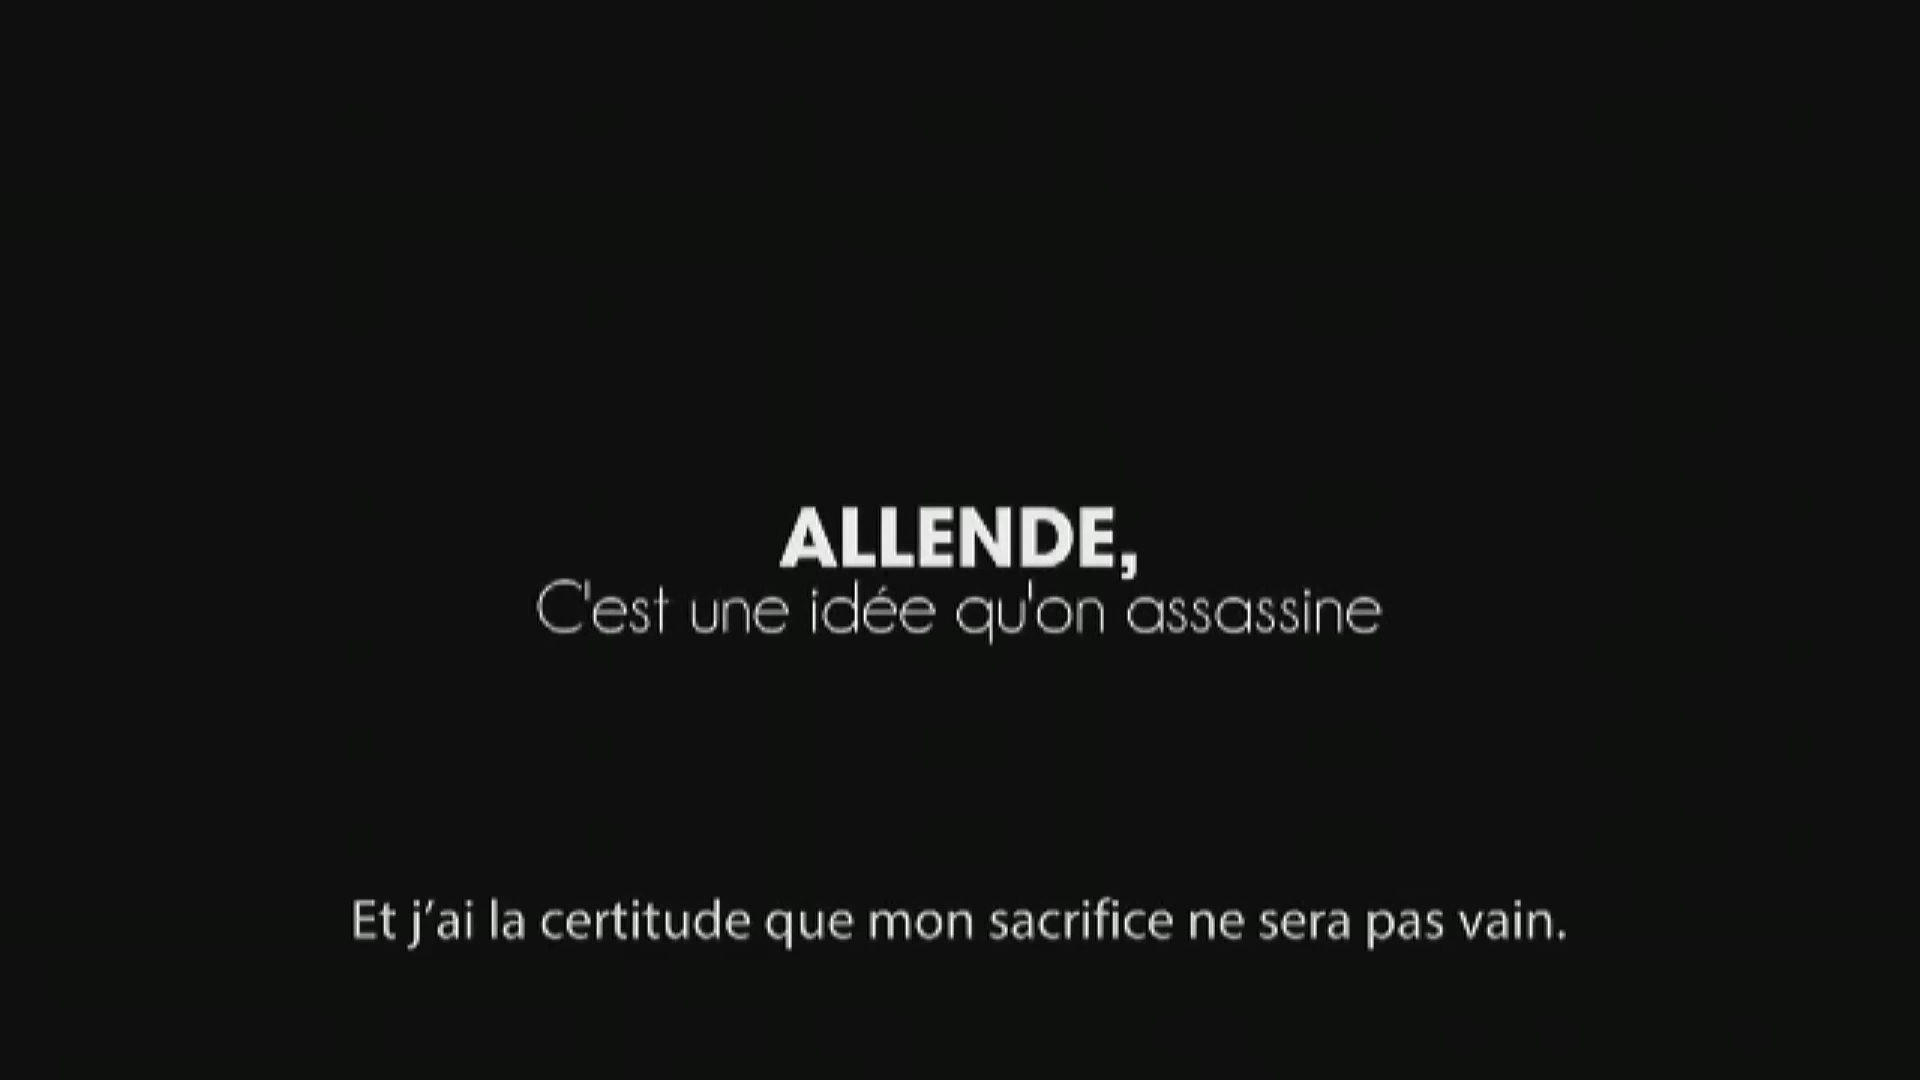 ALLENDE,
C'est une idée qu'on assassine
Et j’ai la certitude que mon sacrifice ne sera pas vain.